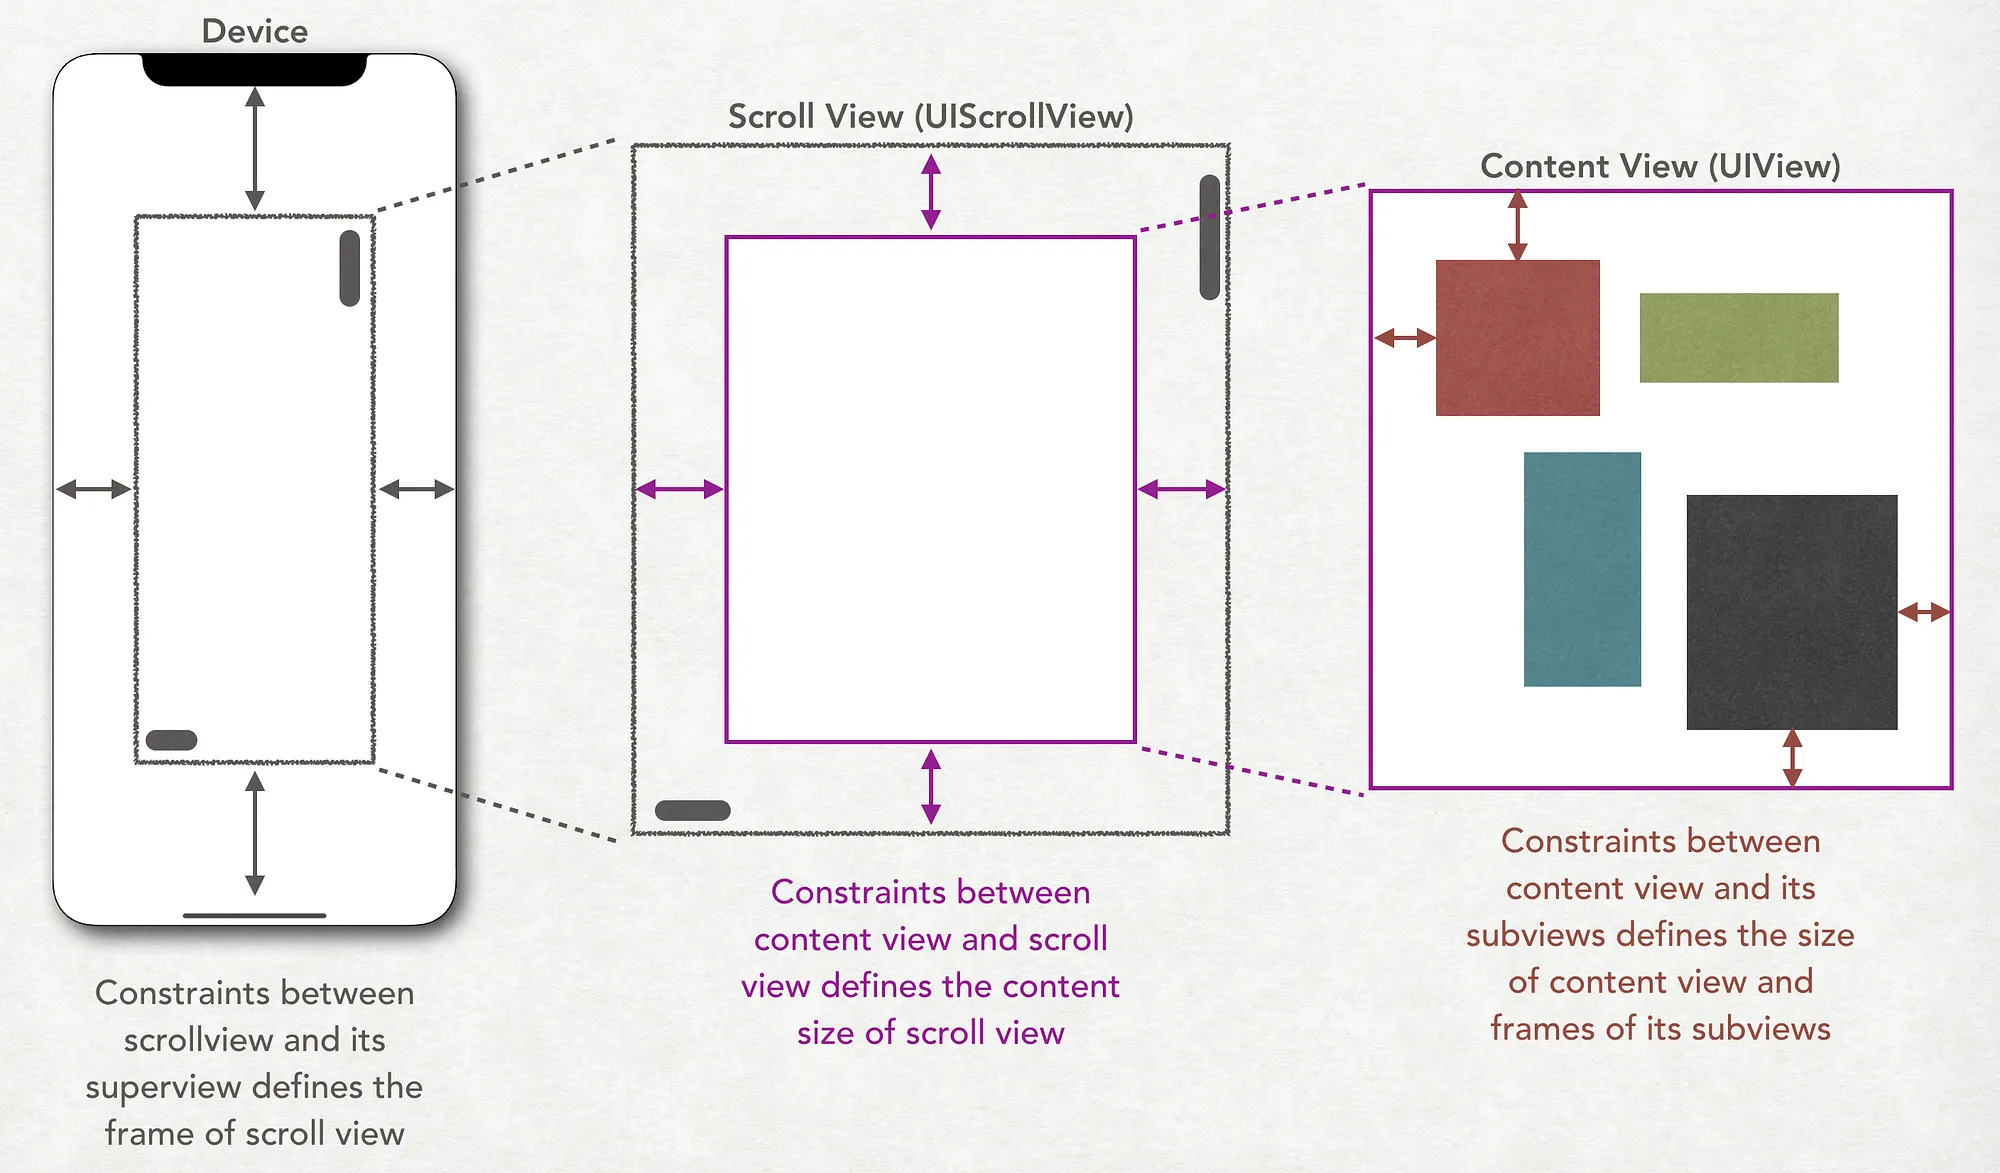 Device
Scroll View (UIScrollView)
Content View (UIView)
Constraints between
scrollview and its
superview defines the
frame of scroll view
Constraints between
content view and scroll
view defines the content
size of scroll view
Constraints between
content view and its
subviews defines the size
of content view and
frames of its subviews